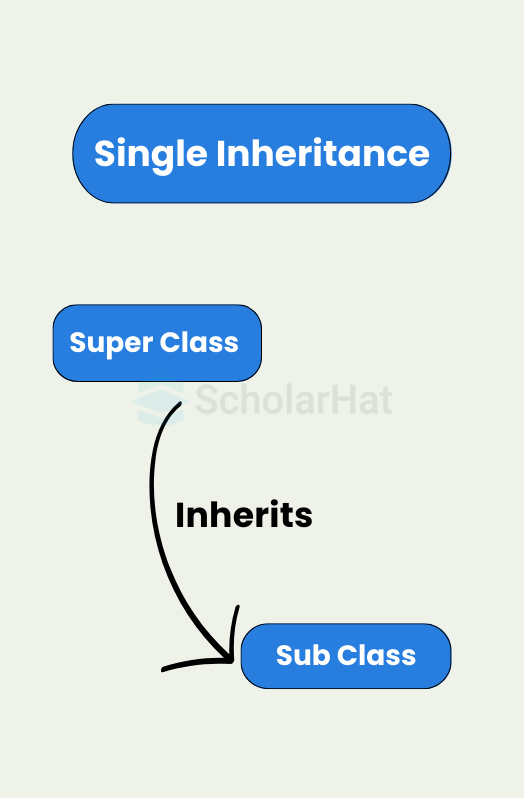 Single Inheritance
Super Class
ScholarHat
Inherits
Sub Class